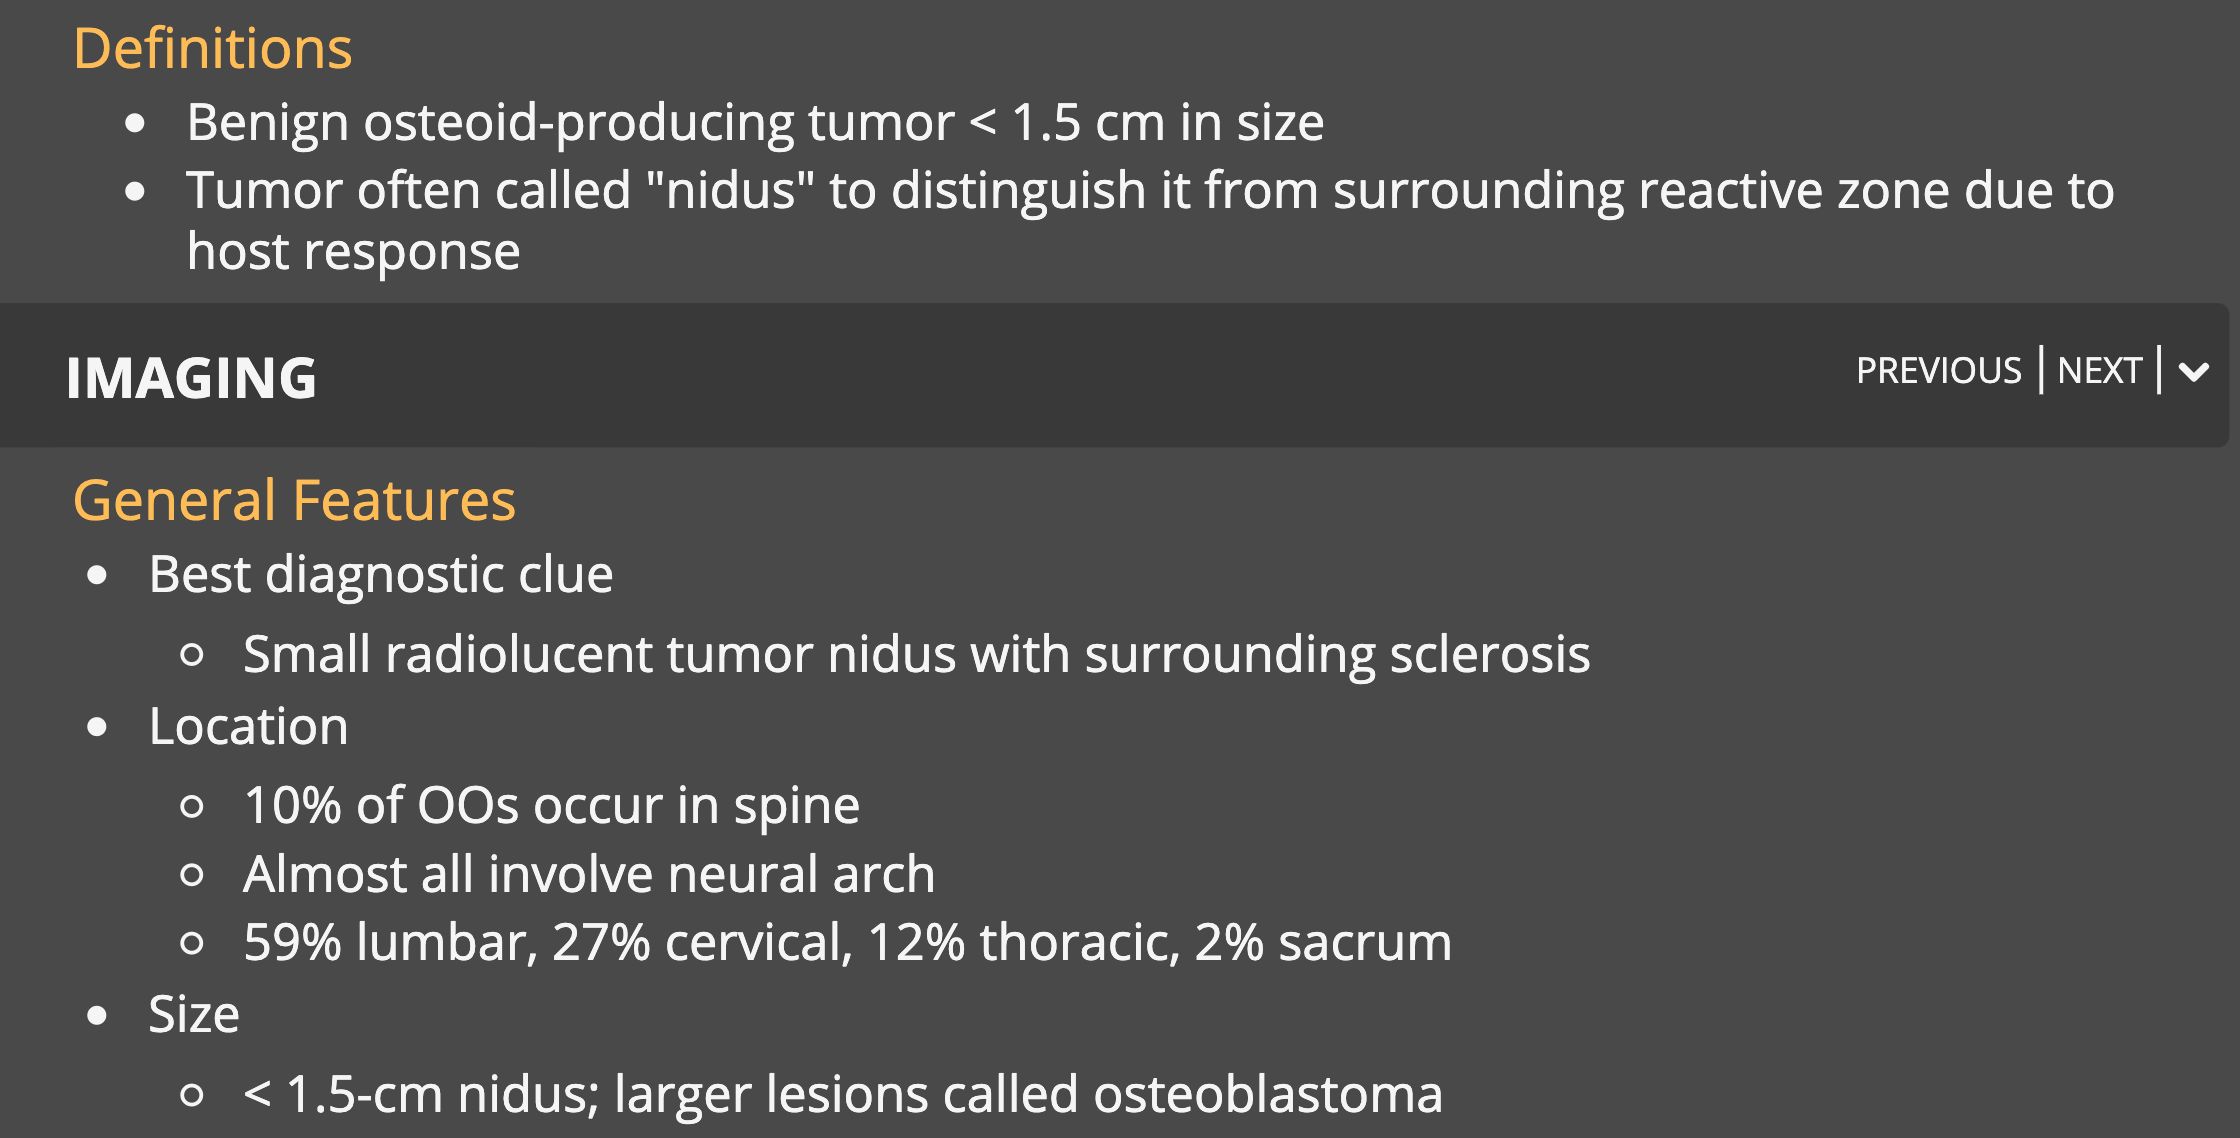 Definitions
• Benign osteoid-producing tumor < 1.5 cm in size
• Tumor often called "nidus" to distinguish it from surrounding reactive zone due to
host response
IMAGING
PREVIOUS | NEXT |
General Features
• Best diagnostic clue
○ Small radiolucent tumor nidus with surrounding sclerosis
• Location
○ 10% of OOs occur in spine
○ Almost all involve neural arch
○ 59% lumbar, 27% cervical, 12% thoracic, 2% sacrum
• Size
○ < 1.5-cm nidus; larger lesions called osteoblastoma